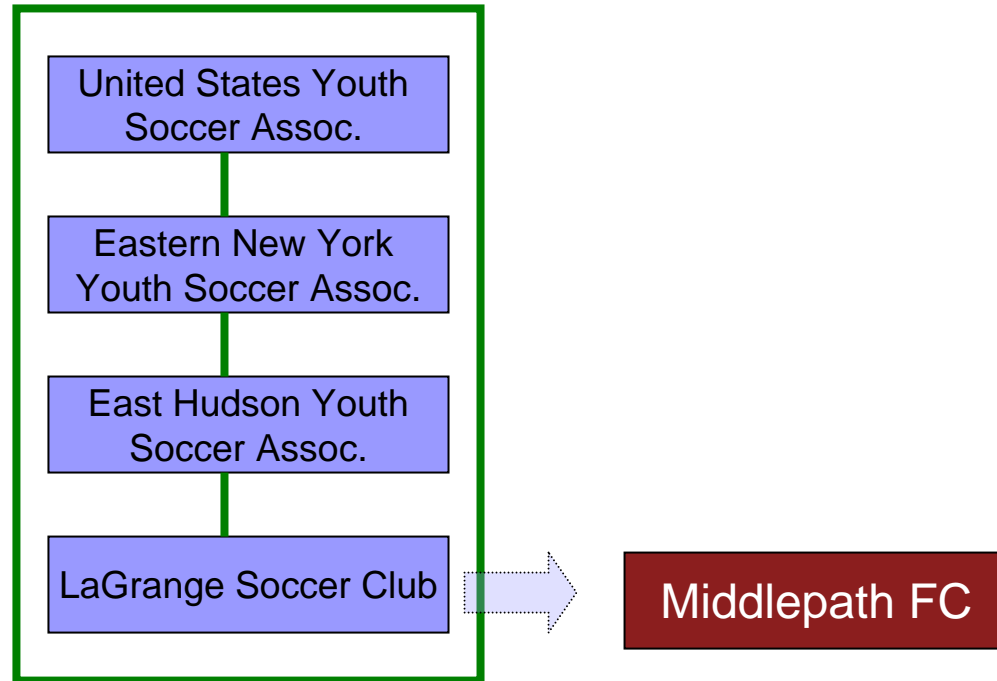 United States Youth
Soccer Assoc.
Eastern New York
Youth Soccer Assoc.
East Hudson Youth
Soccer Assoc.
LaGrange Soccer Club
Middlepath FC